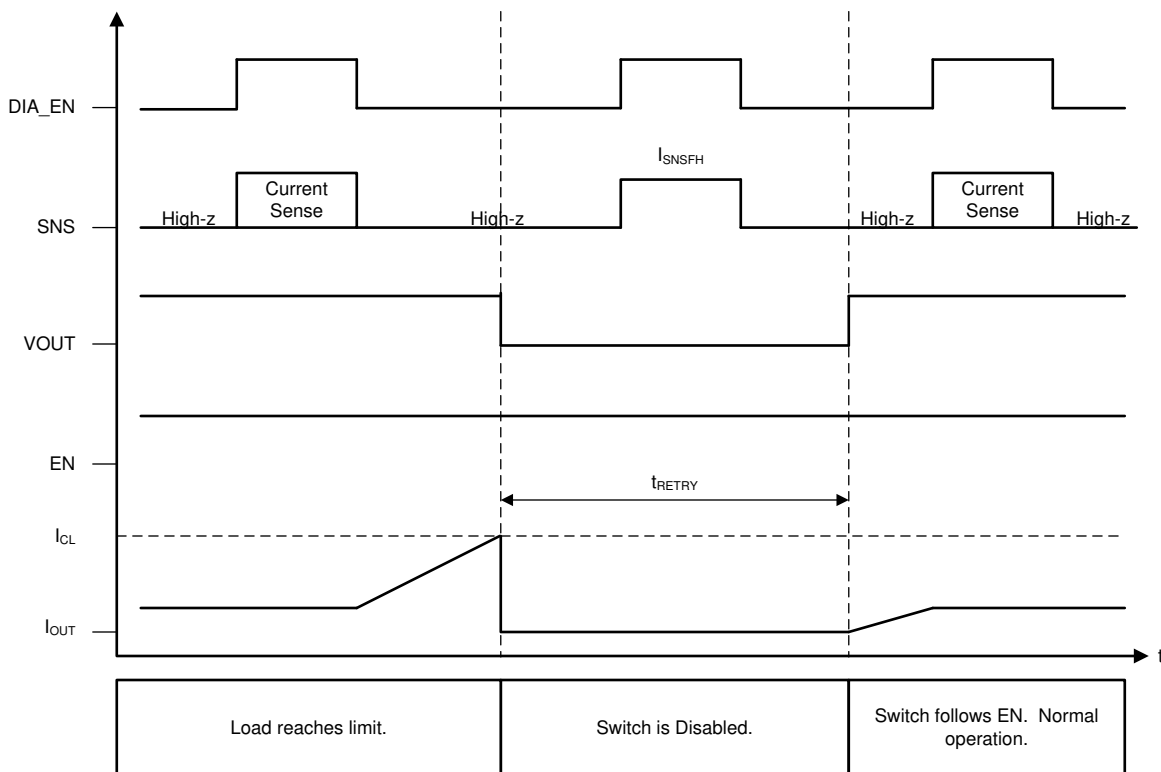 DIA_EN
I_SNSFH
Current
Sense
Current
Sense
SNS
High-z
High-z
High-z
High-z
VOUT
EN
t_RETRY
I_CL
I_OUT
t
Load reaches limit.
Switch is Disabled.
Switch follows EN. Normal
operation.